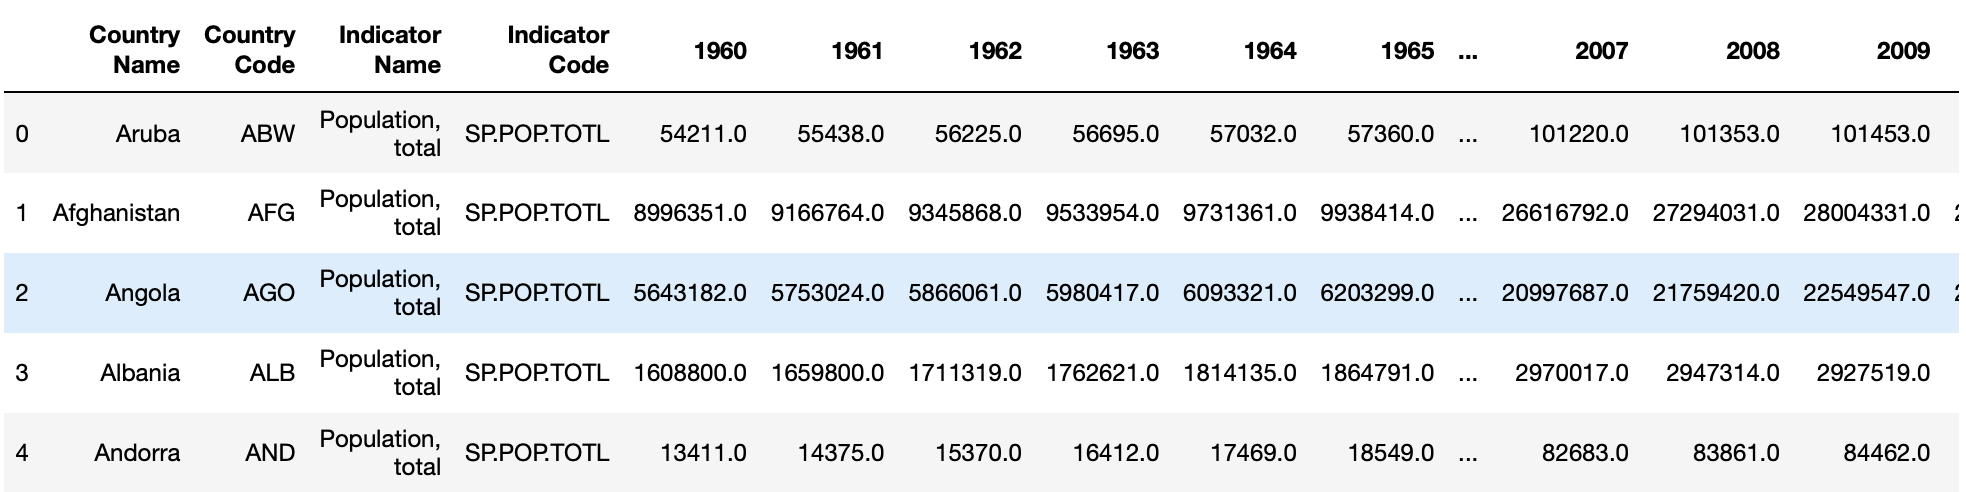 Country Name Country Code Indicator Name Indicator Code 1960 1961 1962 1963 1964 1965 ... 2007 2008 2009
0 Aruba ABW Population, total SP.POP.TOTL 54211.0 55438.0 56225.0 56695.0 57032.0 57360.0 ... 101220.0 101353.0 101453.0
1 Afghanistan AFG Population, total SP.POP.TOTL 8996351.0 9166764.0 9345868.0 9533954.0 9731361.0 9938414.0 ... 26616792.0 27294031.0 28004331.0
2 Angola AGO Population, total SP.POP.TOTL 5643182.0 5753024.0 5866061.0 5980417.0 6093321.0 6203299.0 ... 20997687.0 21759420.0 22549547.0
3 Albania ALB Population, total SP.POP.TOTL 1608800.0 1659800.0 1711319.0 1762621.0 1814135.0 1864791.0 ... 2970017.0 2947314.0 2927519.0
4 Andorra AND Population, total SP.POP.TOTL 13411.0 14375.0 15370.0 16412.0 17469.0 18549.0 ... 82683.0 83861.0 84462.0